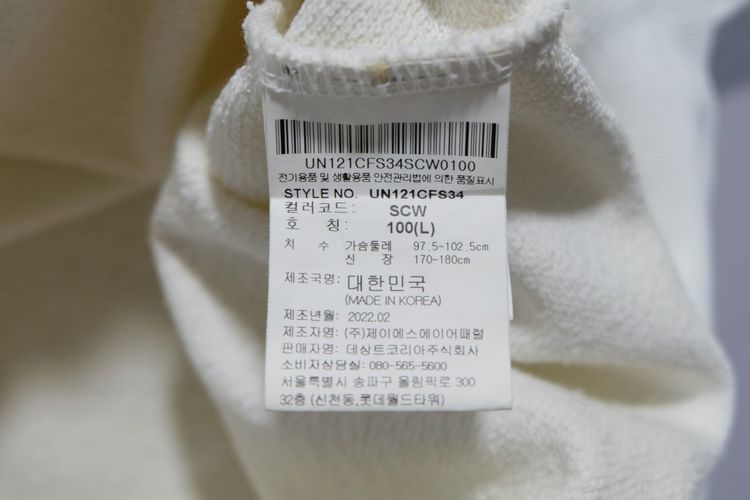 UN121CFS34SCW0100
전기용품 및 생활용품 안전관리법에 의한 품질표시
STYLE NO. UN121CFS34
컬러코드: SCW
호 칭: 100(L)
치 수 가슴둘레 97.5-102.5cm
신 장 170-180cm
제조국명: 대한민국
(MADE IN KOREA)
제조년월: 2022.02
제조자명: (주)제이에스에이어패럴
판매자명: 데상트코리아주식회사
소비자상담실: 080-565-5600
서울특별시 송파구 올림픽로 300
32층 (신천동,롯데월드타워)